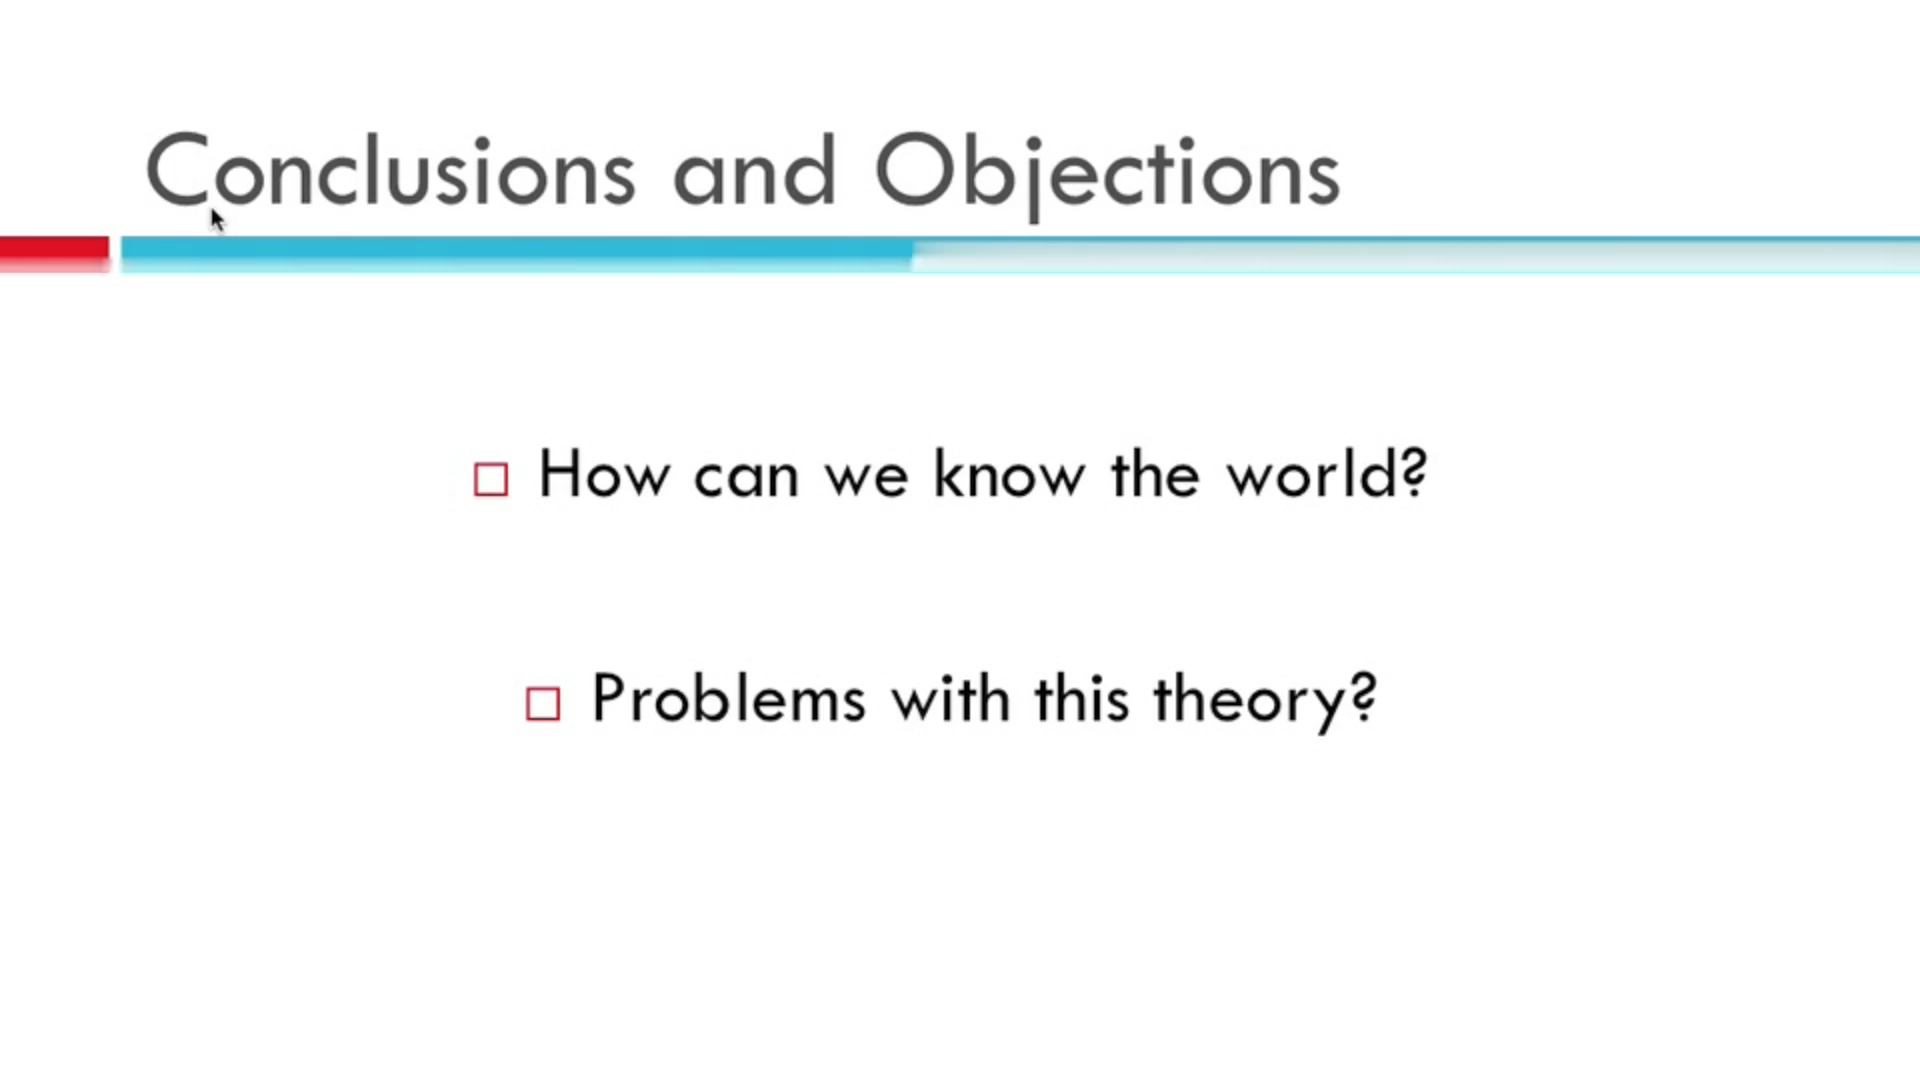 Conclusions and Objections
How can we know the world?
Problems with this theory?